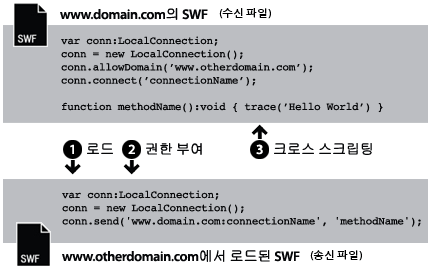 www.domain.com의 SWF (수신 파일)
SWF
var conn:LocalConnection;
conn = new LocalConnection();
conn.allowDomain(‘www.otherdomain.com’);
conn.connect(‘connectionName’);
function methodName():void { trace(‘Hello World’) }
1 로드 2 권한 부여 3 크로스 스크립팅
var conn:LocalConnection;
conn = new LocalConnection();
conn.send('www.domain.com:connectionName', 'methodName');
SWF
www.otherdomain.com에서 로드된 SWF (송신 파일)